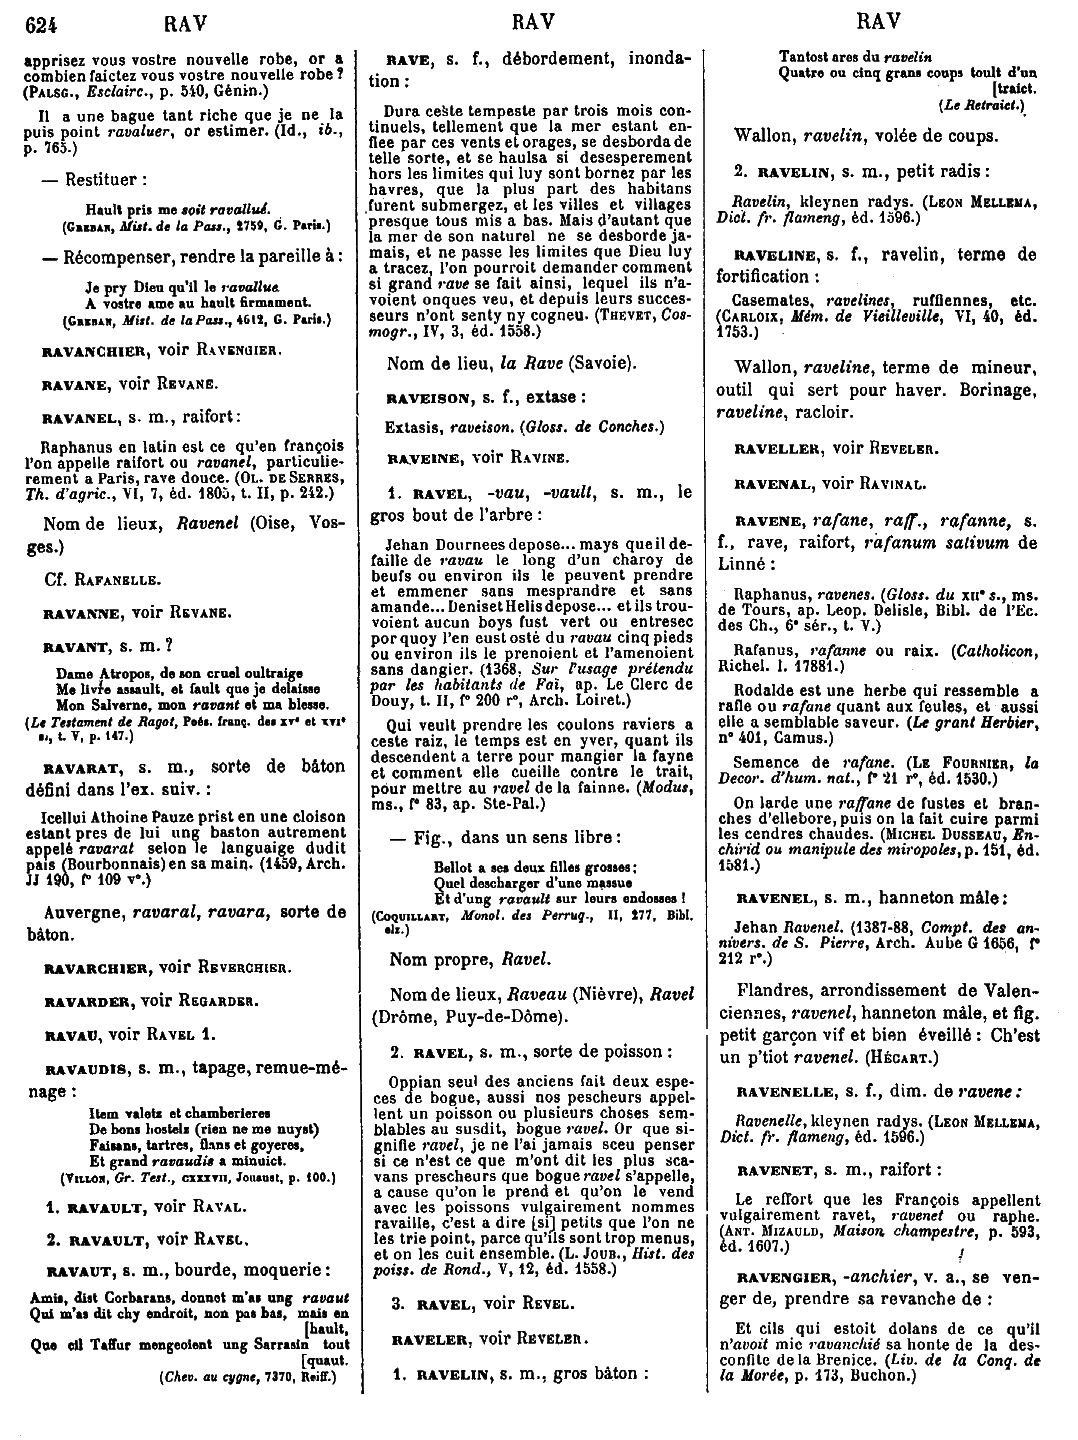 624 RAV RAV RAV
apprisez vous vostre nouvelle robe, or a
combien faictez vous vostre nouvelle robe ?
(PALSG., Esclairc., p. 540, Génin.)
Il a une bague tant riche que je ne la
puis point ravaluer, or estimer. (Id., ib.,
p. 765.)
— Restituer :
Hault pris me soit ravallué.
(GREBAN, Mist. de la Pass., 2759, G. Paris.)
— Récompenser, rendre la pareille à :
Je pry Dieu qu'il le ravallue
A vostre ame au hault firmament.
(GREBAN, Mist. de la Pass., 4612, G. Paris.)
RAVANCHIER, voir RAVENGIER.
RAVANE, voir REVANE.
RAVANEL, s. m., raifort :
Raphanus en latin est ce qu'en françois
l'on appelle raifort ou ravanel, particulie-
rement a Paris, rave douce. (OL. DE SERRES,
Th. d'agric., VI, 7, éd. 1805, t. II, p. 242.)
Nom de lieux, Ravenel (Oise, Vos-
ges.)
Cf. RAFANELLE.
RAVANNE, voir REVANE.
RAVANT, s. m. ?
Dame Atropos, de son cruel oultraige
Me livre assault, et fault que je delaisse
Mon Salverne, mon ravant et ma blesse.
(Le Testament de Ragot, Poés. franç. des XVe et XVIe
s., t. V, p. 147.)
RAVARAT, s. m., sorte de bâton
défini dans l'ex. suiv. :
Icellui Athoine Pauze prist en une cloison
estant pres de lui ung baston autrement
appelé ravarat selon le languaige dudit
païs (Bourbonnais) en sa main. (1459, Arch.
JJ 190, f° 109 v°.)
Auvergne, ravaral, ravara, sorte de
bâton.
RAVARCHIER, voir REVERCHIER.
RAVARDER, voir REGARDER.
RAVAU, voir RAVEL 1.
RAVAUDIS, s. m., tapage, remue-mé-
nage :
Item valetz et chamberieres
De bons hostelz (rien ne me nuyst)
Faisans, tartres, flans et goyeres,
Et grand ravaudis a minuict.
(VILLON, Gr. Test., CXXXVII, Jouaust, p. 100.)
1. RAVAULT, voir RAVAL.
2. RAVAULT, voir RAVEL.
RAVAUT, s. m., bourde, moquerie :
Amis, dist Corbarans, donnot m'as ung ravaut
Qui m'as dit chy endroit, non pas bas, mais en
[hault,
Que cil Taffur mengeoient ung Sarrasin tout
[quaut.
(Chev. au cygne, 7370, Reiff.)
RAVE, s. f., débordement, inonda-
tion :
Dura ceste tempeste par trois mois con-
tinuels, tellement que la mer estant en-
flee par ces vents et orages, se desborda de
telle sorte, et se haulsa si desesperement
hors les limites qui luy sont bornez par les
havres, que la plus part des habitans
furent submergez, et les villes et villages
presque tous mis a bas. Mais d'autant que
la mer de son naturel ne se desborde ja-
mais, et ne passe les limites que Dieu luy
a tracez, l'on pourroit demander comment
si grand rave se fait ainsi, lequel ils n'a-
voient onques veu, et depuis leurs succes-
seurs n'ont senty ny cogneu. (THEVET, Cos-
mogr., IV, 3, éd. 1558.)
Nom de lieu, la Rave (Savoie).
RAVEISON, s. f., extase :
Extasis, raveison. (Gloss. de Conches.)
RAVEINE, voir RAVINE.
1. RAVEL, -vau, -vault, s. m., le
gros bout de l'arbre :
Jehan Dournees depose... mays que il de-
faille de ravau le long d'un charoy de
beufs ou environ ils le peuvent prendre
et emmener sans mesprandre et sans
amande... Deniset Helis depose... et ils trou-
voient aucun boys fust vert ou entresec
por quoy l'en eust osté du ravau cinq pieds
ou environ ils le prenoient et l'amenoient
sans dangier. (1368, Sur l'usage prétendu
par les habitants de Fai, ap. Le Clerc de
Douy, t. II, f° 200 r°, Arch. Loiret.)
Qui veult prendre les coulons raviers a
ceste raiz, le temps est en yver, quant ils
descendent a terre pour mangier la fayne
et comment elle cueille contre le trait,
pour mettre au ravel de la fainne. (Modus,
ms., f° 83, ap. Ste-Pal.)
— Fig., dans un sens libre :
Bellot a ses deux filles grosses ;
Quel descharger d'une massue
Et d'ung ravault sur leurs endosses !
(COQUILLART, Monol. des Perruq., II, 277, Bibl.
elz.)
Nom propre, Ravel.
Nom de lieux, Raveau (Nièvre), Ravel
(Drôme, Puy-de-Dôme).
2. RAVEL, s. m., sorte de poisson :
Oppian seul des anciens fait deux espe-
ces de bogue, aussi nos pescheurs appel-
lent un poisson ou plusieurs choses sem-
blables au susdit, bogue ravel. Or que si-
gnifie ravel, je ne l'ai jamais sceu penser
si ce n'est ce que m'ont dit les plus sca-
vans prescheurs que bogue ravel s'appelle,
a cause qu'on le prend et qu'on le vend
avec les poissons vulgairement nommes
ravaille, c'est a dire [si] petits que l'on ne
les trie point, parce qu'ils sont trop menus,
et on les cuit ensemble. (L. JOUB., Hist. des
poiss. de Rond., V, 12, éd. 1558.)
3. RAVEL, voir REVEL.
RAVELER, voir REVELER.
1. RAVELIN, s. m., gros bâton :
Tantost ares du ravelin
Quatre ou cinq grans coups toult d'un
[traict.
(Le Retraict.)
Wallon, ravelin, volée de coups.
2. RAVELIN, s. m., petit radis :
Ravelin, kleynen radys. (LEON MELLEMA,
Dict. fr. flameng, éd. 1596.)
RAVELINE, s. f., ravelin, terme de
fortification :
Casemates, ravelines, ruffiennes, etc.
(CARLOIX, Mém. de Vieilleville, VI, 40, éd.
1753.)
Wallon, raveline, terme de mineur,
outil qui sert pour haver. Borinage,
raveline, racloir.
RAVELLER, voir REVELER.
RAVENAL, voir RAVINAL.
RAVENE, rafane, raff., rafanne, s.
f., rave, raifort, rafanum sativum de
Linné :
Raphanus, ravenes. (Gloss. du XIIe s., ms.
de Tours, ap. Leop. Delisle, Bibl. de l'Ec.
des Ch., 6e sér., t. V.)
Rafanus, rafanne ou raix. (Catholicon,
Richel. l. 17881.)
Rodalde est une herbe qui ressemble a
rafle ou rafane quant aux feules, et aussi
elle a semblable saveur. (Le grant Herbier,
n° 401, Camus.)
Semence de rafane. (LE FOURNIER, la
Decor. d'hum. nat., f° 21 r°, éd. 1530.)
On larde une raffane de fustes et bran-
ches d'ellebore, puis on la fait cuire parmi
les cendres chaudes. (MICHEL DUSSEAU, En-
chirid ou manipule des miropoles, p. 151, éd.
1581.)
RAVENEL, s. m., hanneton mâle :
Jehan Ravenel. (1387-88, Compt. des an-
nivers. de S. Pierre, Arch. Aube G 1656, f°
212 r°.)
Flandres, arrondissement de Valen-
ciennes, ravenel, hanneton mâle, et fig.
petit garçon vif et bien éveillé : Ch'est
un p'tiot ravenel. (HÉCART.)
RAVENELLE, s. f., dim. de ravene :
Ravenelle, kleynen radys. (LEON MELLEMA,
Dict. fr. flameng, éd. 1596.)
RAVENET, s. m., raifort :
Le reffort que les François appellent
vulgairement ravet, ravenet ou raphe.
(ANT. MIZAULD, Maison champestre, p. 593,
éd. 1607.)
RAVENGIER, -anchier, v. a., se ven-
ger de, prendre sa revanche de :
Et cils qui estoit dolans de ce qu'il
n'avoit mie ravanchié sa honte de la des-
confite de la Brenice. (Liv. de la Conq. de
la Morée, p. 173, Buchon.)